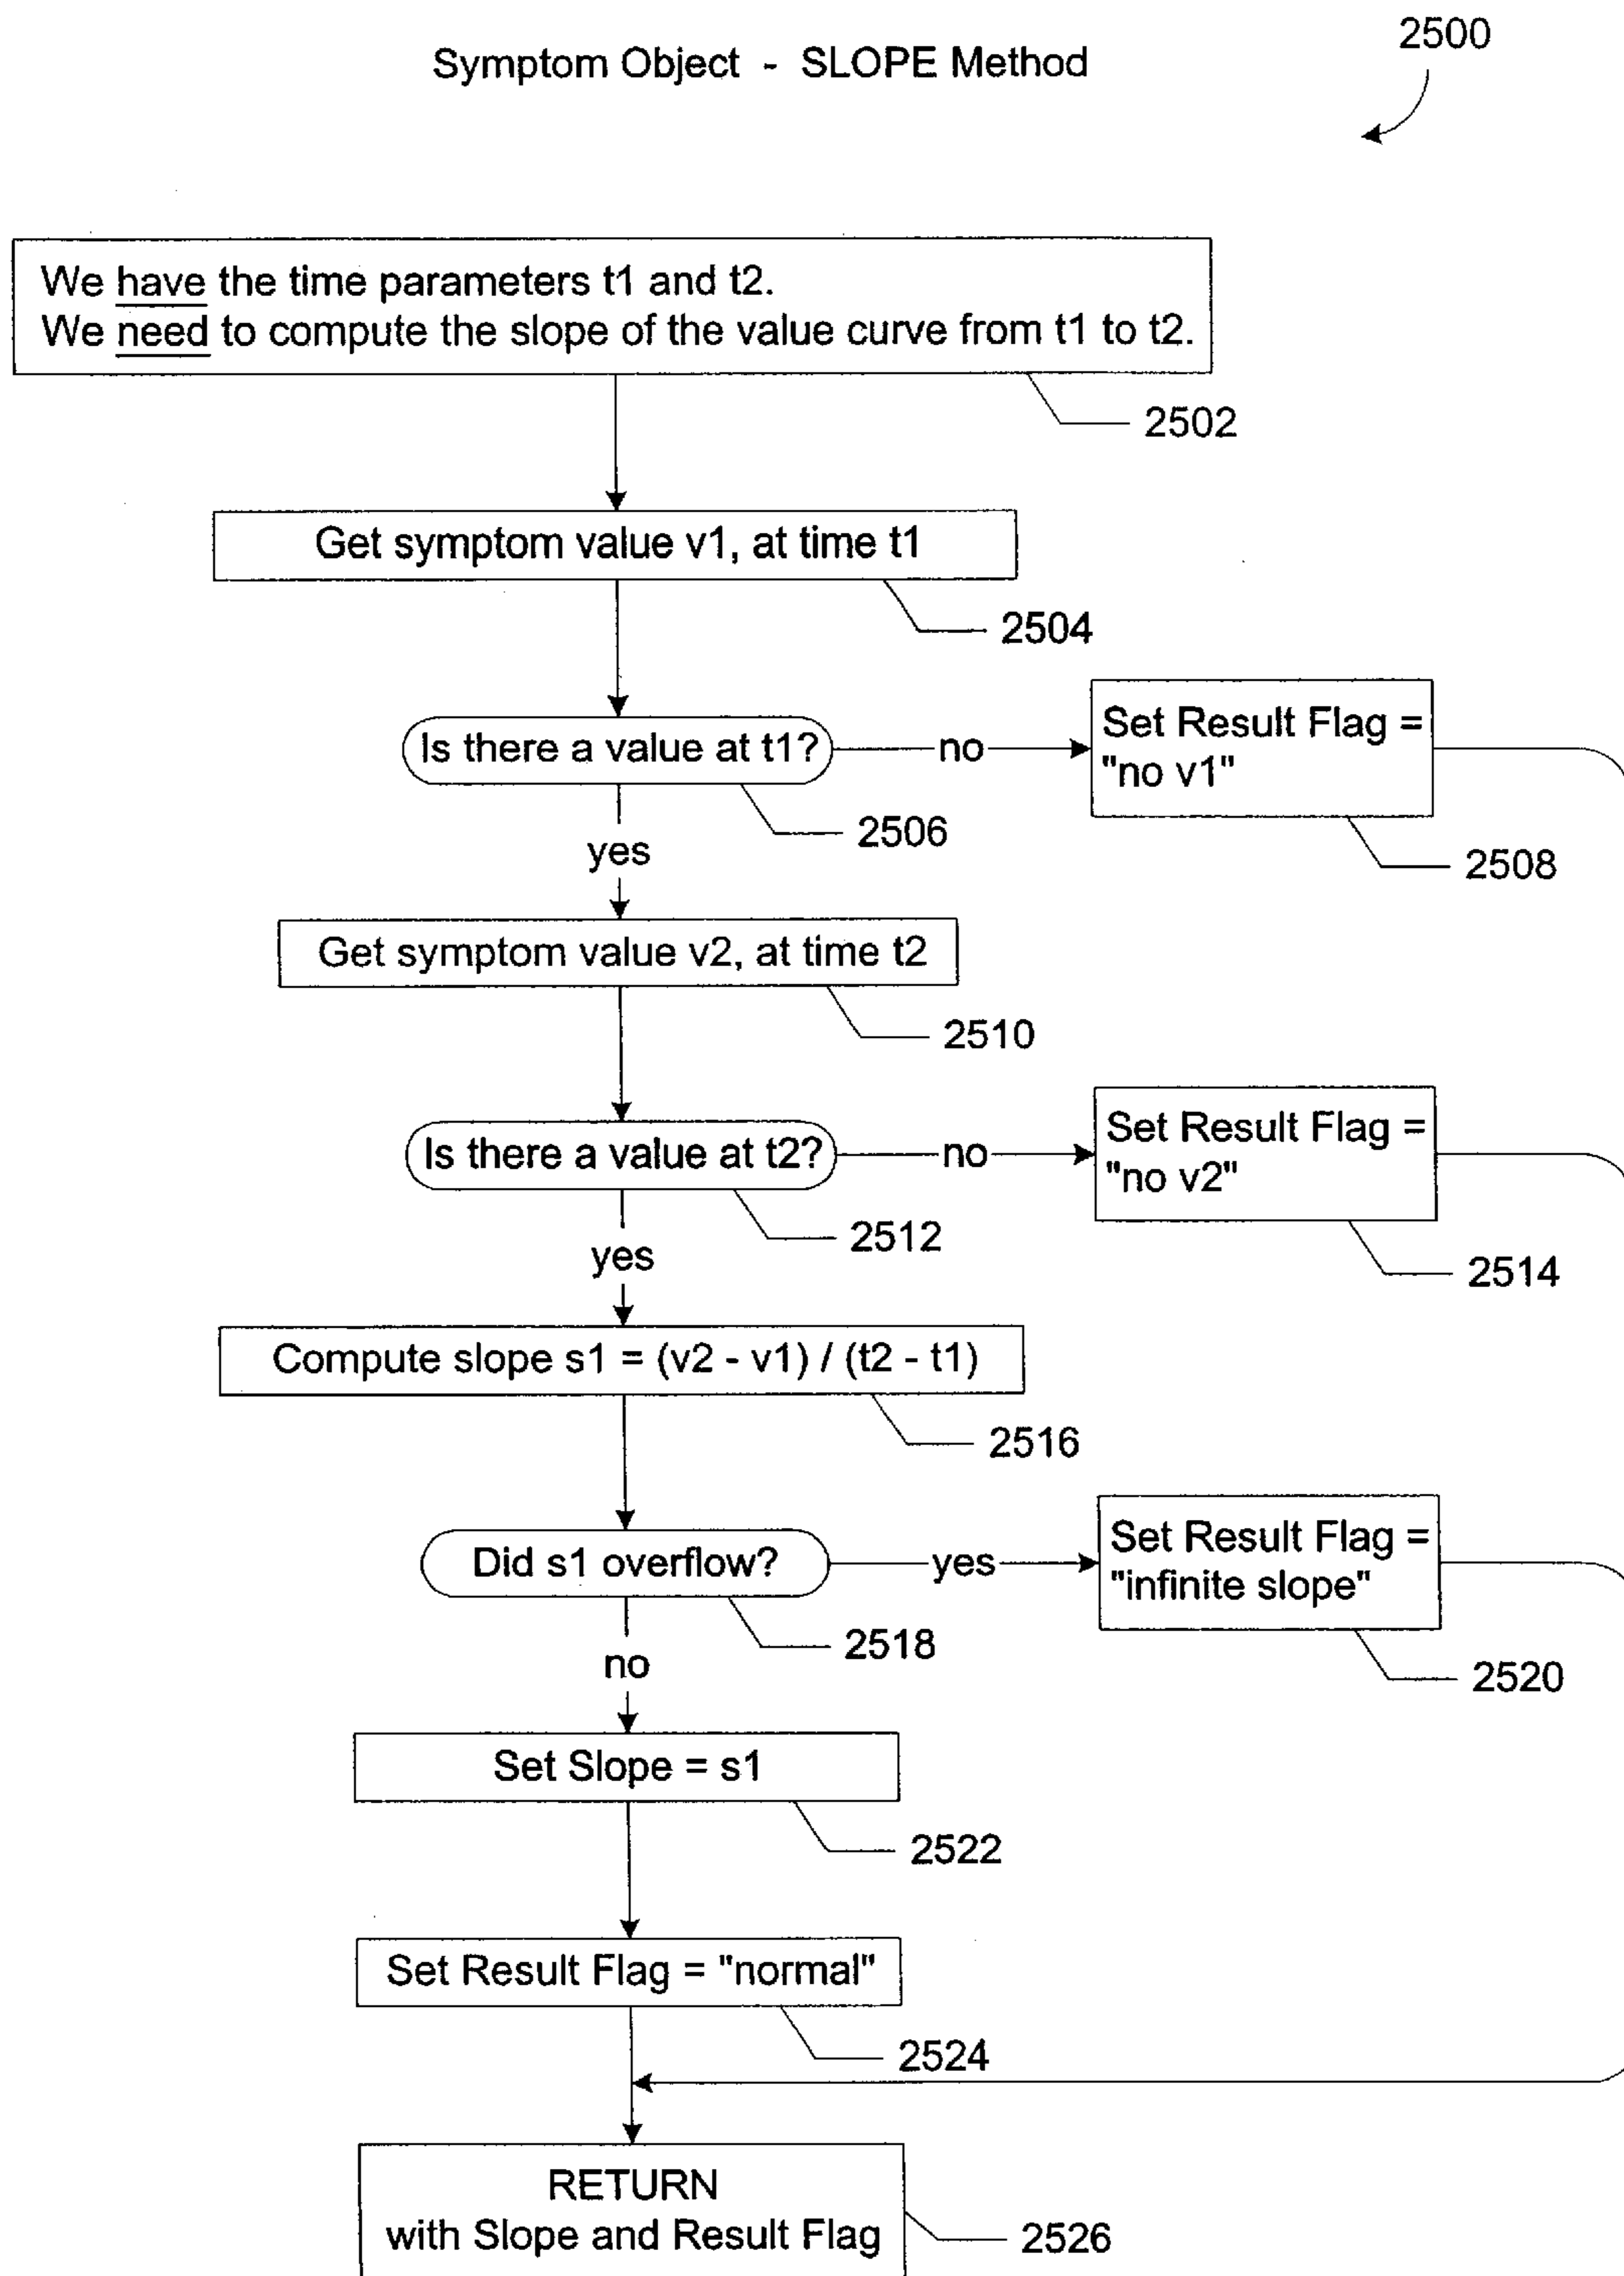 2500
Symptom Object - SLOPE Method
We have the time parameters t1 and t2.
We need to compute the slope of the value curve from t1 to t2.
2502
Get symptom value v1, at time t1
2504
Is there a value at t1?
no
Set Result Flag =
"no v1"
2506
2508
yes
Get symptom value v2, at time t2
2510
Is there a value at t2?
no
Set Result Flag =
"no v2"
2512
2514
yes
Compute slope s1 = (v2 - v1) / (t2 - t1)
2516
Did s1 overflow?
yes
Set Result Flag =
"infinite slope"
2518
2520
no
Set Slope = s1
2522
Set Result Flag = "normal"
2524
RETURN
with Slope and Result Flag
2526